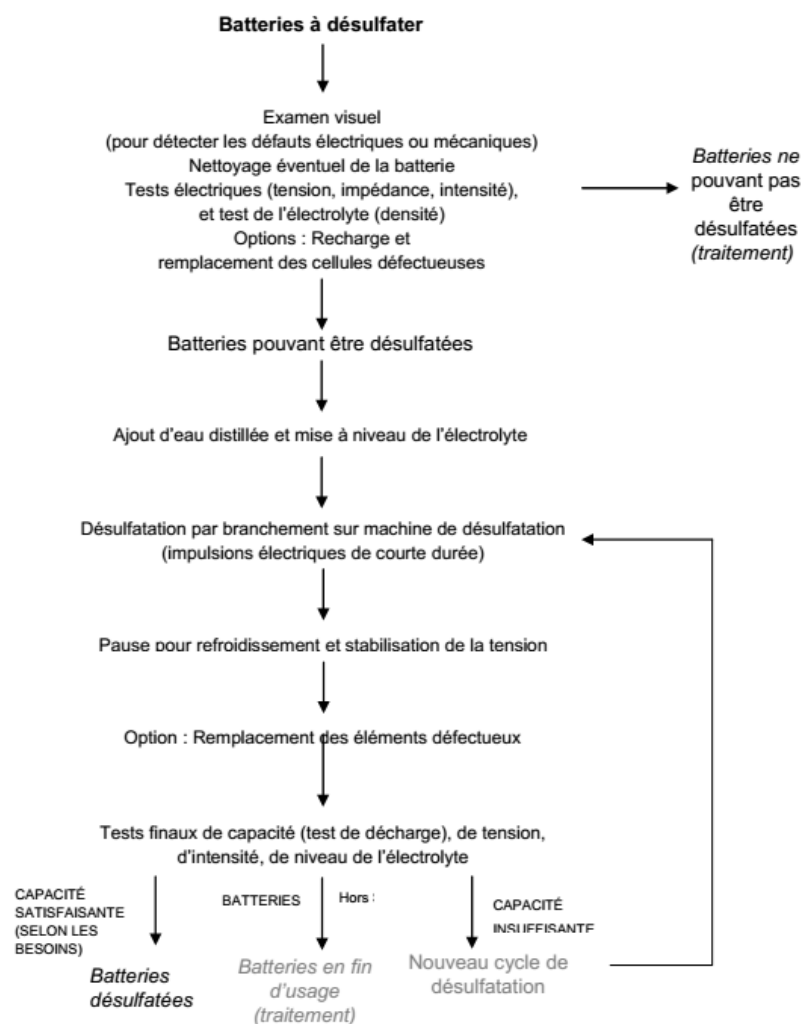 Batteries à désulfater
Examen visuel
(pour détecter les défauts électriques ou mécaniques)
Nettoyage éventuel de la batterie
Tests électriques (tension, impédance, intensité),
et test de l'électrolyte (densité)
Options : Recharge et
remplacement des cellules défectueuses
Batteries ne
pouvant pas
être
désulfatées
(traitement)
Batteries pouvant être désulfatées
Ajout d'eau distillée et mise à niveau de l'électrolyte
Désulfatation par branchement sur machine de désulfatation
(impulsions électriques de courte durée)
Pause pour refroidissement et stabilisation de la tension
Option : Remplacement des éléments défectueux
Tests finaux de capacité (test de décharge), de tension,
d'intensité, de niveau de l'électrolyte
CAPACITÉ
SATISFAISANTE
(SELON LES
BESOINS)
BATTERIES Hors :
CAPACITÉ
INSUFFISANTE
Batteries
désulfatées
Batteries en fin
d'usage
(traitement)
Nouveau cycle de
désulfatation